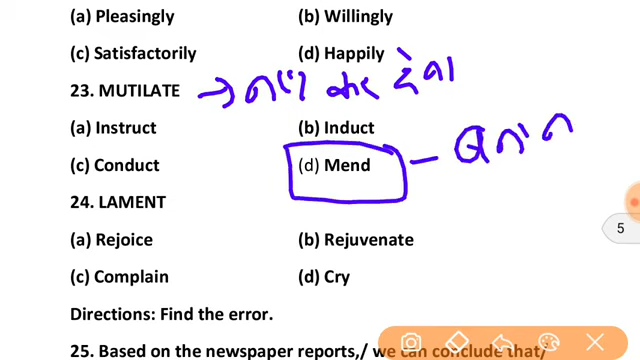 (a) Pleasingly (b) Willingly
(c) Satisfactorily (d) Happily
23. MUTILATE
(a) Instruct (b) Induct
(c) Conduct (d) Mend
24. LAMENT
(a) Rejoice (b) Rejuvenate
(c) Complain (d) Cry
Directions: Find the error.
25. Based on the newspaper reports,/ we can conclude that/
5